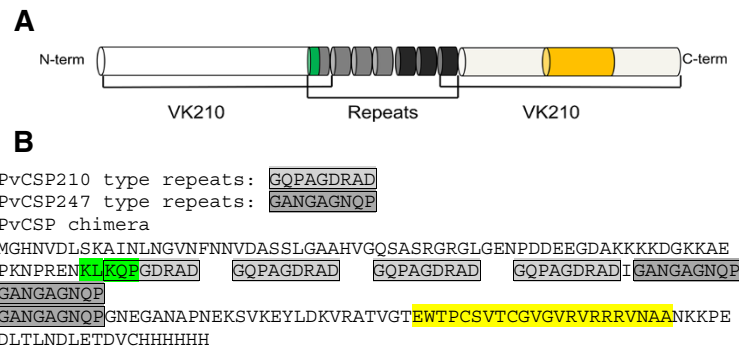 A
N-term
C-term
VK210
Repeats
VK210
B
PvCSP210 type repeats: GQPAGDRAD
PvCSP247 type repeats: GANGAGNQP
PvCSP chimera
MGHNVDLSKAINLNGVNFNNVDASSLGAAHVGQSASRGRGLGENPDDEEGDAKKKKDGKKAE
PKNPRENKLKQPGDRAD GQPAGDRAD GQPAGDRAD GQPAGDRADIGANGAGNQP
GANGAGNQP
GANGAGNQPGNEGANAPNEKSVKEYLDKVRATVGTEWTPCSVTCGVGVRVRRRVNAANKKPE
DLTLNDLETDVCHHHHHH